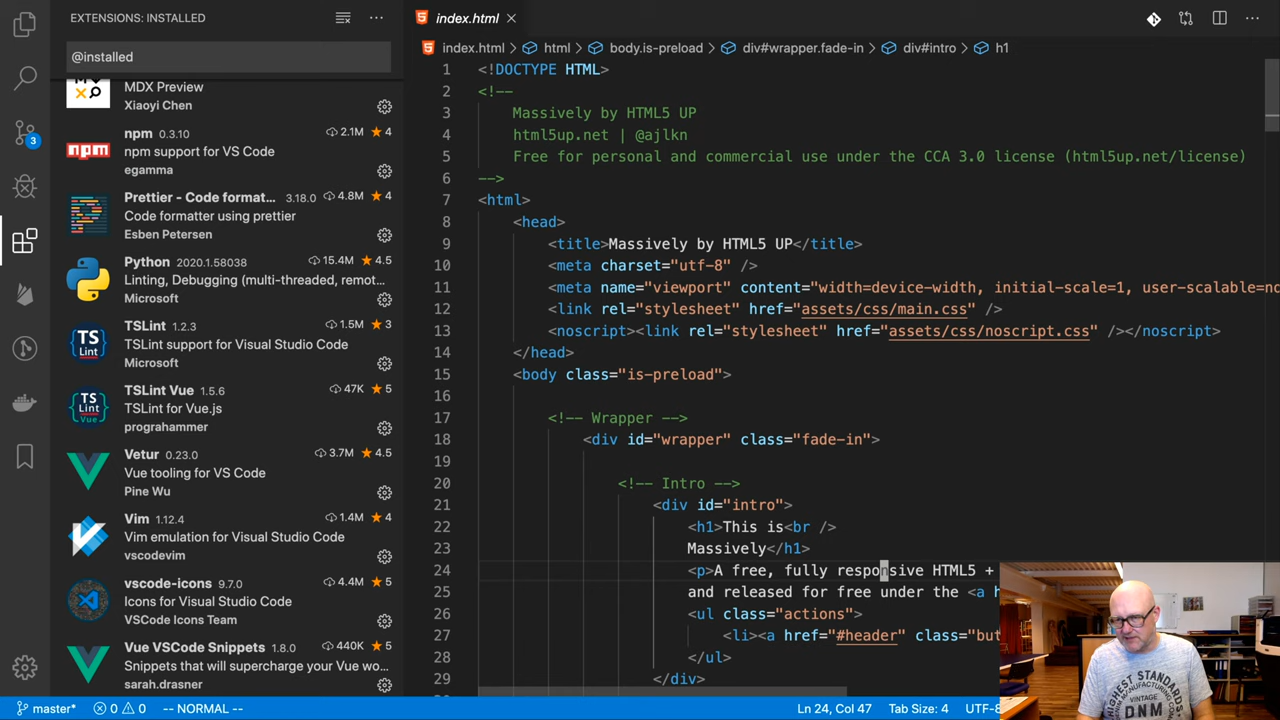 EXTENSIONS: INSTALLED
@installed
MDX Preview
Xiaoyi Chen
npm 0.3.10 2.1M ★4
npm support for VS Code
egamma
Prettier - Code format... 3.18.0 4.8M ★4
Code formatter using prettier
Esben Petersen
Python 2020.1.58038 15.4M ★4.5
Linting, Debugging (multi-threaded, remot...
Microsoft
TSLint 1.2.3 1.5M ★3
TSLint support for Visual Studio Code
Microsoft
TSLint Vue 1.5.6 47K ★5
TSLint for Vue.js
prograhammer
Vetur 0.23.0 3.7M ★4.5
Vue tooling for VS Code
Pine Wu
Vim 1.12.4 1.4M ★4
Vim emulation for Visual Studio Code
vscodevim
vscode-icons 9.7.0 4.4M ★5
Icons for Visual Studio Code
VSCode Icons Team
Vue VSCode Snippets 1.8.0 440K ★5
Snippets that will supercharge your Vue wo...
sarah.drasner
3
npm
TS
Lint
TS
Lint
Vue
index.html ×
index.html > html > body.is-preload > div#wrapper.fade-in > div#intro > h1
1 <!DOCTYPE HTML>
2 <!--
3 Massively by HTML5 UP
4 html5up.net | @ajlkn
5 Free for personal and commercial use under the CCA 3.0 license (html5up.net/license)
6 -->
7 <html>
8 <head>
9 <title>Massively by HTML5 UP</title>
10 <meta charset="utf-8" />
11 <meta name="viewport" content="width=device-width, initial-scale=1, user-scalable=no
12 <link rel="stylesheet" href="assets/css/main.css" />
13 <noscript><link rel="stylesheet" href="assets/css/noscript.css" /></noscript>
14 </head>
15 <body class="is-preload">
16
17 <!-- Wrapper -->
18 <div id="wrapper" class="fade-in">
19
20 <!-- Intro -->
21 <div id="intro">
22 <h1>This is<br />
23 Massively</h1>
24 <p>A free, fully responsive HTML5 +
25 and released for free under the <a h
26 <ul class="actions">
27 <li><a href="#header" class="but
28 </ul>
29 </div>
HIGHEST STANDARDS
VINTAGE
DNM
master* 0 0 -- NORMAL -- Ln 24, Col 47 Tab Size: 4 UTF-8